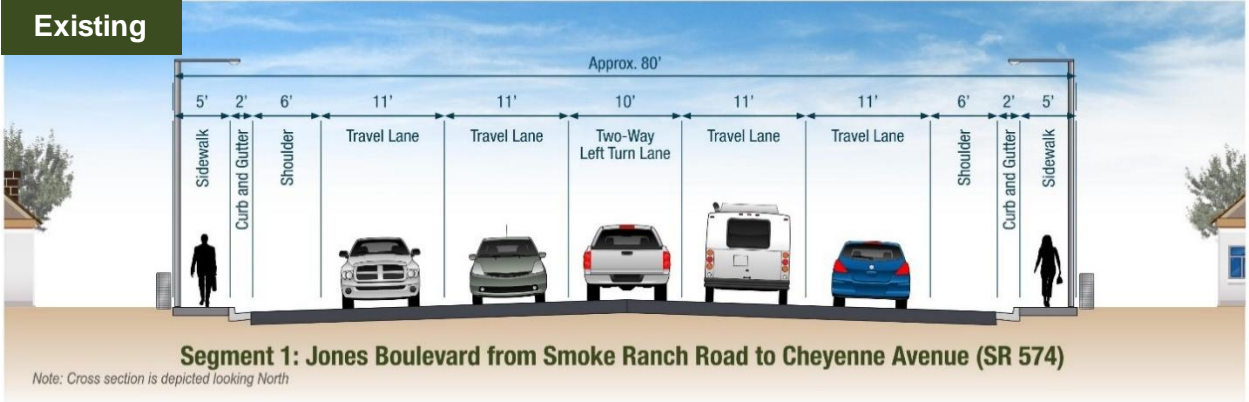 Existing
Approx. 80’
5’ 2’ 6’ 11’ 11’ 10’ 11’ 11’ 6’ 2’ 5’
Sidewalk
Curb and Gutter
Shoulder
Travel Lane
Travel Lane
Two-Way
Left Turn Lane
Travel Lane
Travel Lane
Shoulder
Curb and Gutter
Sidewalk
Segment 1: Jones Boulevard from Smoke Ranch Road to Cheyenne Avenue (SR 574)
Note: Cross section is depicted looking North